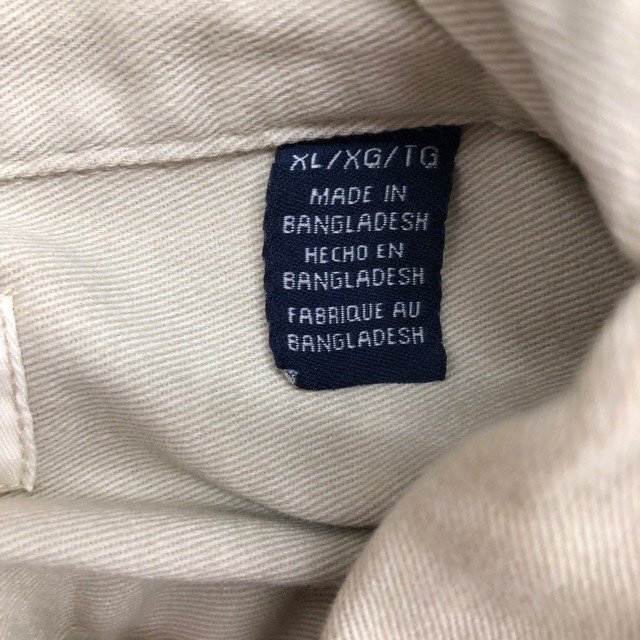 XL/XG/TG
MADE IN
BANGLADESH
HECHO EN
BANGLADESH
FABRIQUE AU
BANGLADESH